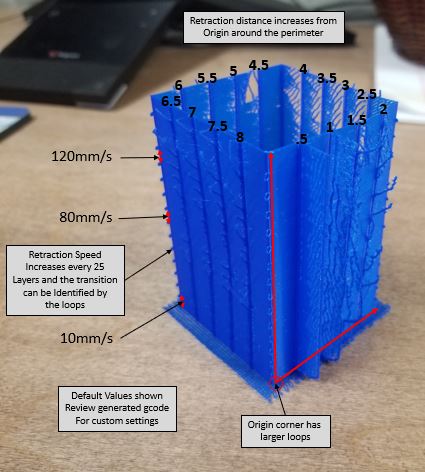 Retraction distance increases from
Origin around the perimeter
4.5
5
5.5
6
6.5
7
7.5
8
4
3.5
3
2.5
2
1.5
1
.5
120mm/s
80mm/s
Retraction Speed
Increases every 25
Layers and the transition
can be Identified by
the loops
10mm/s
Default Values shown
Review generated gcode
For custom settings
Origin corner has
larger loops